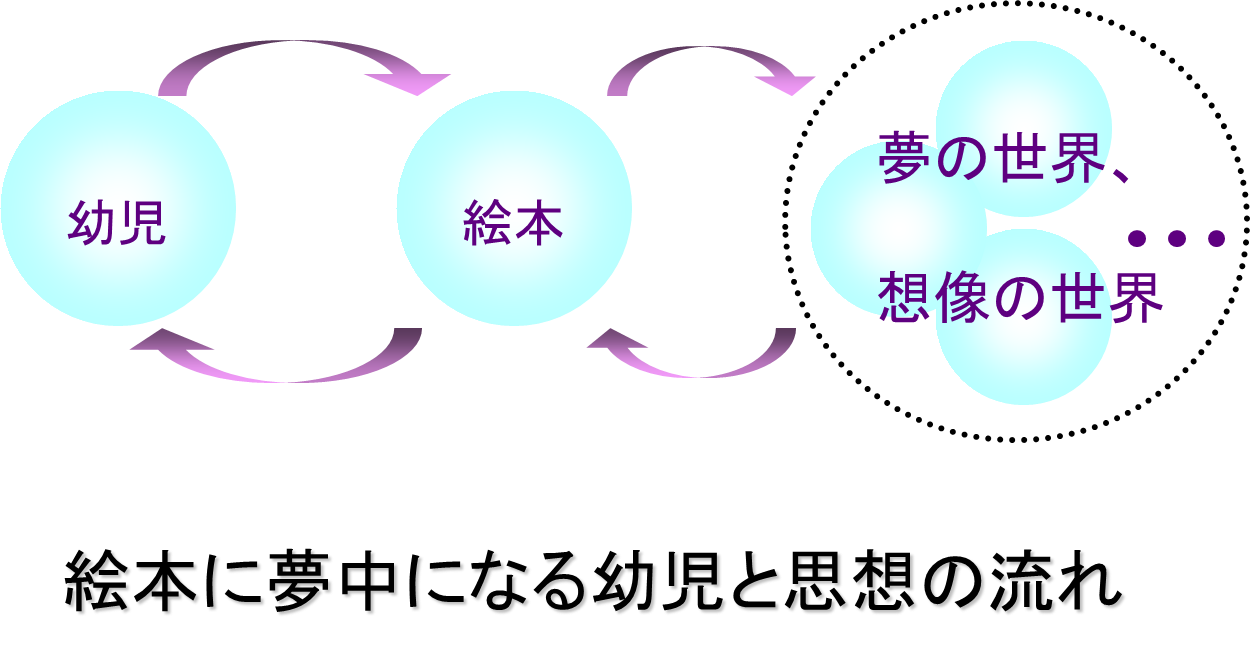 幼児
絵本
夢の世界、
・・・
想像の世界
絵本に夢中になる幼児と思想の流れ